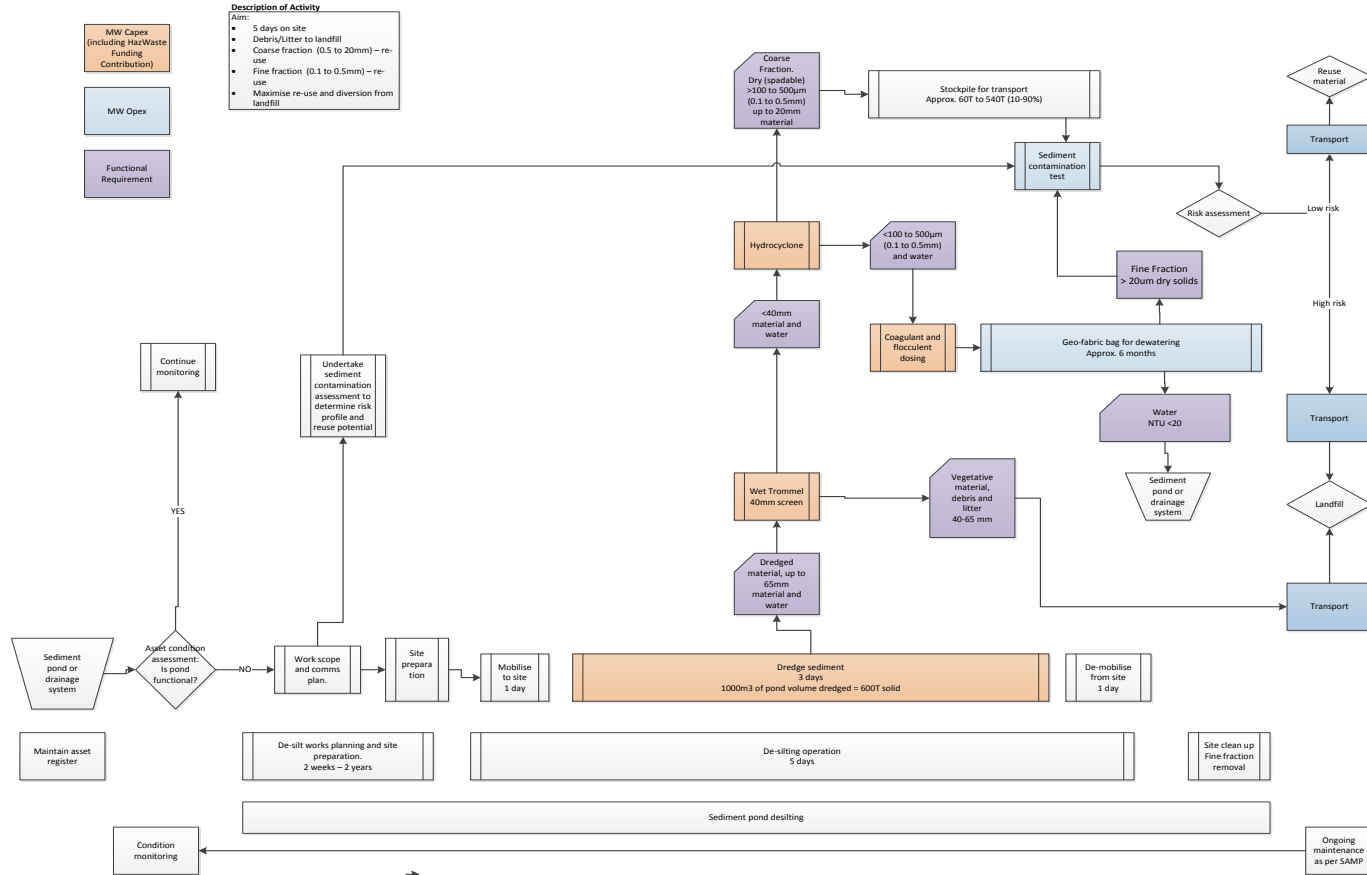 Description of Activity
Aim:
• 5 days on site
• Debris/Litter to landfill
• Coarse fraction (0.5 to 20mm) – re-
use
• Fine fraction (0.1 to 0.5mm) – re-
use
• Maximise re-use and diversion from
landfill
MW Capex
(including HazWaste
Funding
Contribution)
MW Opex
Functional
Requirement
Coarse
Fraction.
Dry (spadable)
>100 to 500µm
(0.1 to 0.5mm)
up to 20mm
material
Stockpile for transport
Approx. 60T to 540T (10-90%)
Reuse
material
Transport
Sediment
contamination
test
Risk assessment
Low risk
Hydrocyclone
<100 to 500µm
(0.1 to 0.5mm)
and water
Fine Fraction
> 20um dry solids
High risk
<40mm
material and
water
Coagulant and
flocculent
dosing
Geo-fabric bag for dewatering
Approx. 6 months
Continue
monitoring
Undertake
sediment
contamination
assessment to
determine risk
profile and
reuse potential
Water
NTU <20
Transport
Wet Trommel
40mm screen
Vegetative
material,
debris and
litter
40-65 mm
Sediment
pond or
drainage
system
Landfill
YES
Dredged
material, up to
65mm
material and
water
Transport
Sediment
pond or
drainage
system
Asset condition
assessment:
Is pond
functional?
NO
Work scope
and comms
plan.
Site
prepara
tion
Mobilise
to site
1 day
Dredge sediment
3 days
1000m3 of pond volume dredged = 600T solid
De-mobilise
from site
1 day
Maintain asset
register
De-silt works planning and site
preparation.
2 weeks – 2 years
De-silting operation
5 days
Site clean up
Fine fraction
removal
Sediment pond desilting
Condition
monitoring
Ongoing
maintenance
as per SAMP